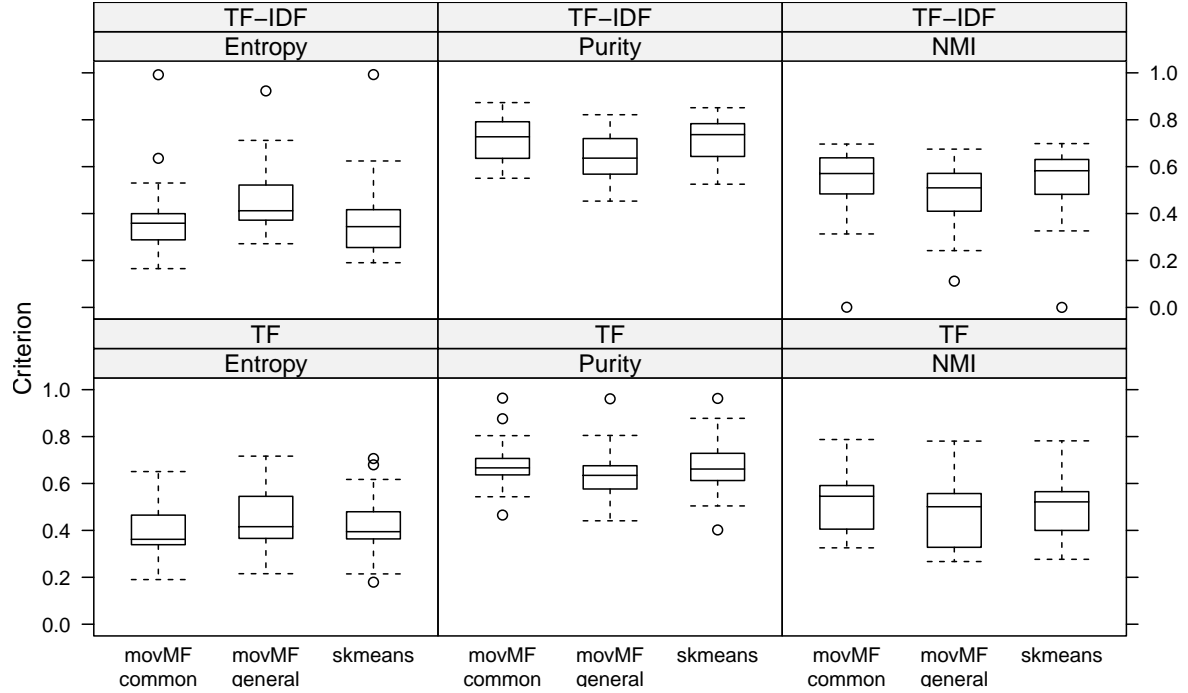 TF−IDF TF−IDF TF−IDF
Entropy Purity NMI
1.0
0.8
0.6
0.4
0.2
0.0
Criterion
TF TF TF
Entropy Purity NMI
1.0
0.8
0.6
0.4
0.2
0.0
movMF movMF skmeans movMF movMF skmeans movMF movMF skmeans
common general common general common general